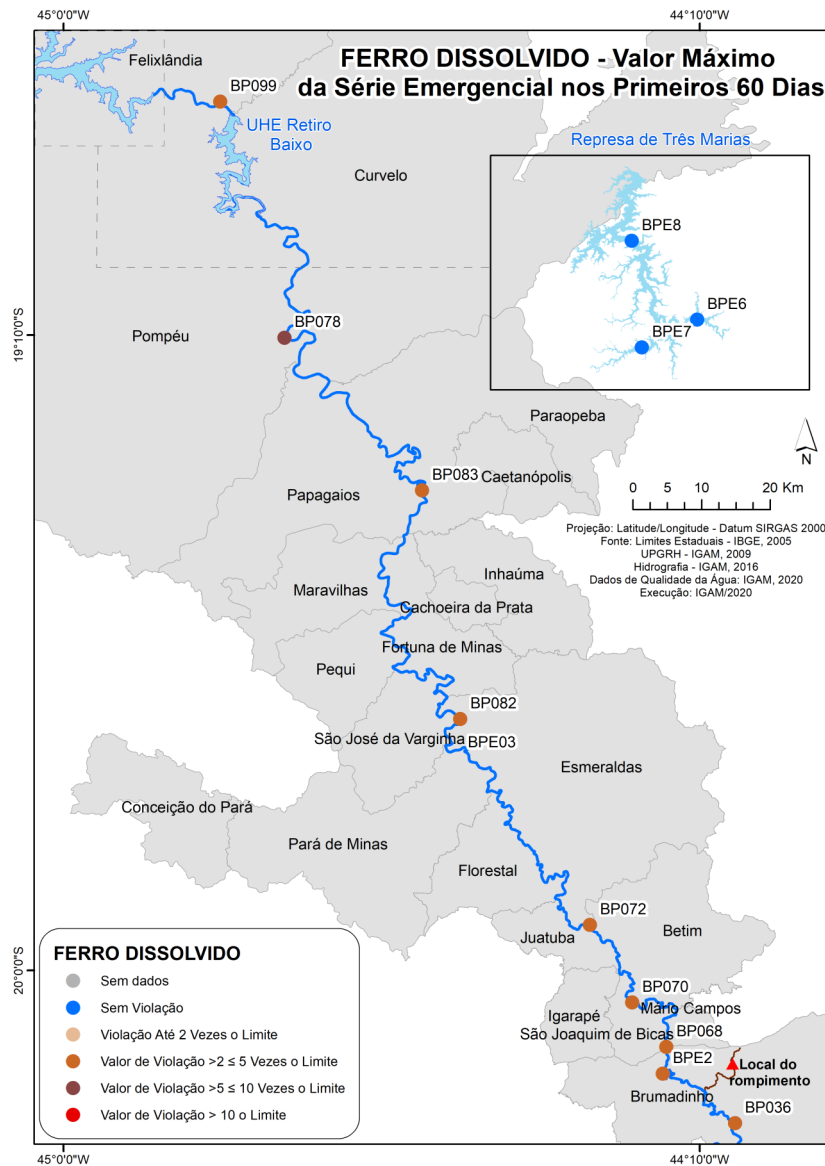 45°0'0"W
44°10'0"W
FERRO DISSOLVIDO - Valor Máximo
da Série Emergencial nos Primeiros 60 Dias
Felixlândia
BP099
UHE Retiro
Baixo
Curvelo
Represa de Três Marias
BPE8
BPE6
BPE7
19°10'0"S
Pompéu
BP078
Paraopeba
N
BP083
Caetanópolis
Papagaios
0 5 10 20 Km
Projeção: Latitude/Longitude - Datum SIRGAS 2000
Fonte: Limites Estaduais - IBGE, 2005
UPGRH - IGAM, 2009
Hidrografia - IGAM, 2016
Dados de Qualidade da Água: IGAM, 2020
Execução: IGAM/2020
Inhaúma
Maravilhas
Cachoeira da Prata
Fortuna de Minas
Pequi
BP082
São José da Varginha
BPE03
Esmeraldas
Conceição do Pará
Pará de Minas
Florestal
BP072
Juatuba
Betim
20°0'0"S
BP070
Mário Campos
Igarapé
São Joaquim de Bicas
BP068
BPE2
Local do
rompimento
Brumadinho
BP036
FERRO DISSOLVIDO
Sem dados
Sem Violação
Violação Até 2 Vezes o Limite
Valor de Violação >2 ≤ 5 Vezes o Limite
Valor de Violação >5 ≤ 10 Vezes o Limite
Valor de Violação > 10 o Limite
45°0'0"W
44°10'0"W